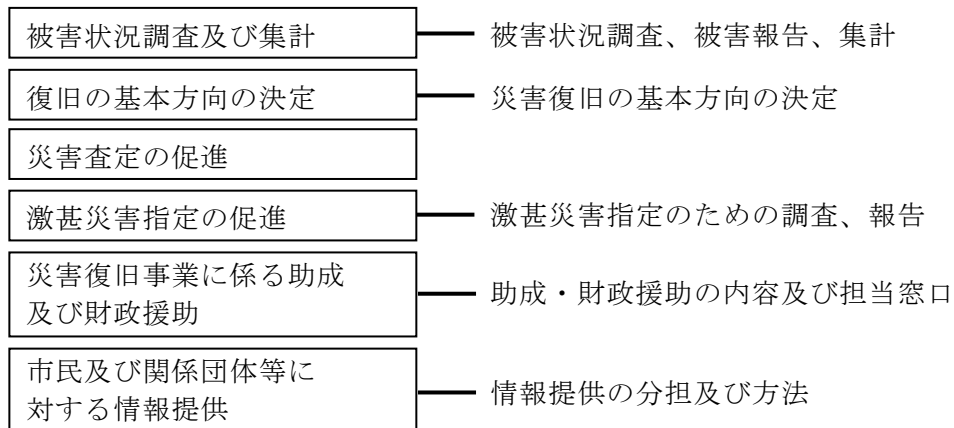 被害状況調査及び集計
被害状況調査、被害報告、集計
復旧の基本方向の決定
災害復旧の基本方向の決定
災害査定の促進
激甚災害指定の促進
激甚災害指定のための調査、報告
災害復旧事業に係る助成
及び財政援助
助成・財政援助の内容及び担当窓口
市民及び関係団体等に
対する情報提供
情報提供の分担及び方法